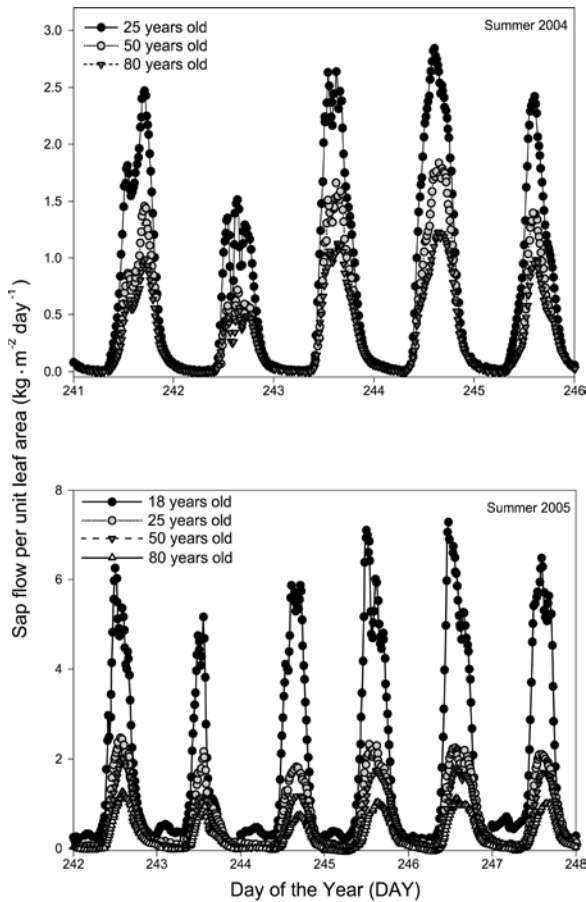 25 years old
50 years old
80 years old
Summer 2004
3.0
2.5
2.0
1.5
1.0
0.5
0.0
241 242 243 244 245 246
Sap flow per unit leaf area (kg·m-2 day-1)
18 years old
25 years old
50 years old
80 years old
Summer 2005
8
6
4
2
0
242 243 244 245 246 247 248
Day of the Year (DAY)